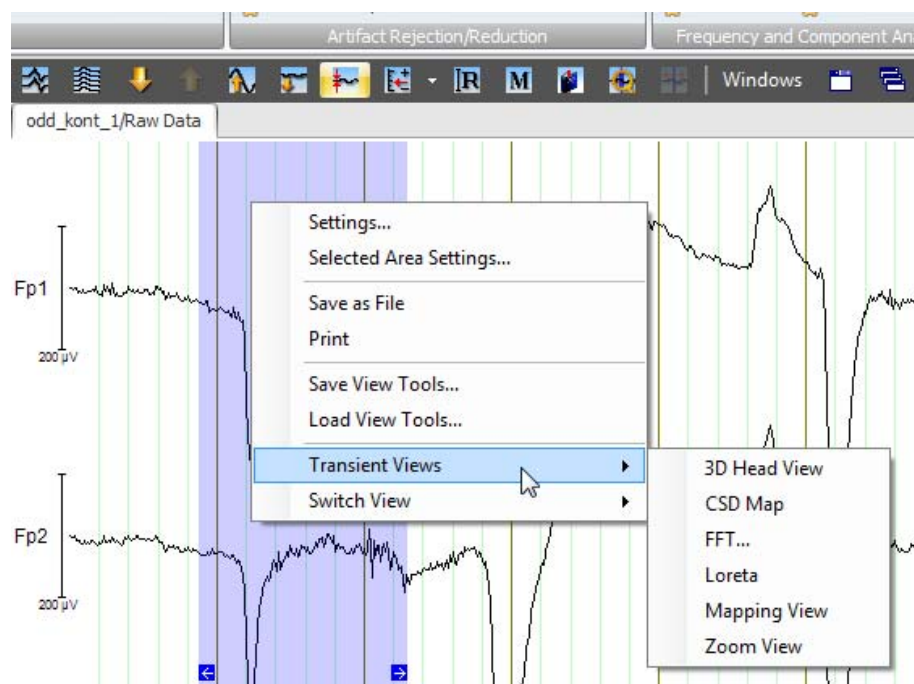 Artifact Rejection/Reduction
Frequency and Component An
IR
M
Windows
odd_kont_1/Raw Data
Settings...
Selected Area Settings...
Save as File
Print
Save View Tools...
Load View Tools...
Transient Views
Switch View
3D Head View
CSD Map
FFT...
Loreta
Mapping View
Zoom View
Fp1
200 µV
Fp2
200 µV